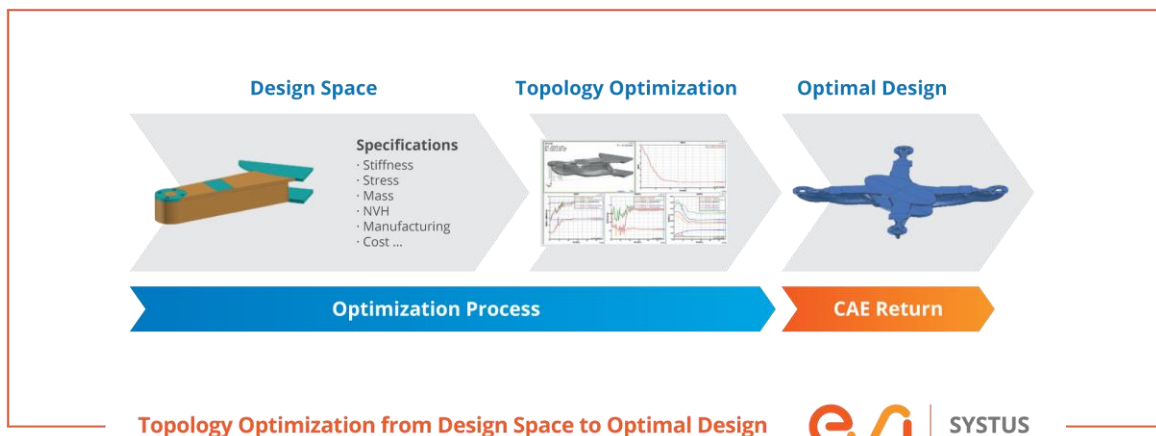 Design Space
Topology Optimization
Optimal Design
Specifications
· Stiffness
· Stress
· Mass
· NVH
· Manufacturing
· Cost ...
Optimization Process
CAE Return
Topology Optimization from Design Space to Optimal Design
esi
SYSTUS